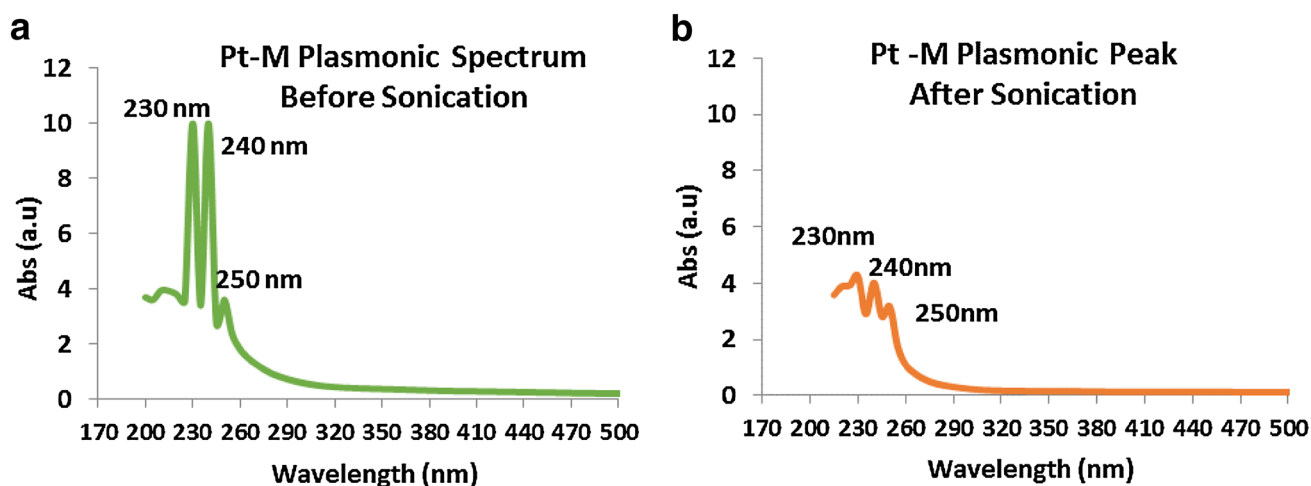 a
Pt-M Plasmonic Spectrum
Before Sonication
12
10
8
6
4
2
0
Abs (a.u)
230 nm
240 nm
250 nm
170 200 230 260 290 320 350 380 410 440 470 500
Wavelength (nm)
b
Pt -M Plasmonic Peak
After Sonication
12
10
8
6
4
2
0
Abs (a.u)
230nm
240nm
250nm
170 200 230 260 290 320 350 380 410 440 470 500
Wavelength (nm)